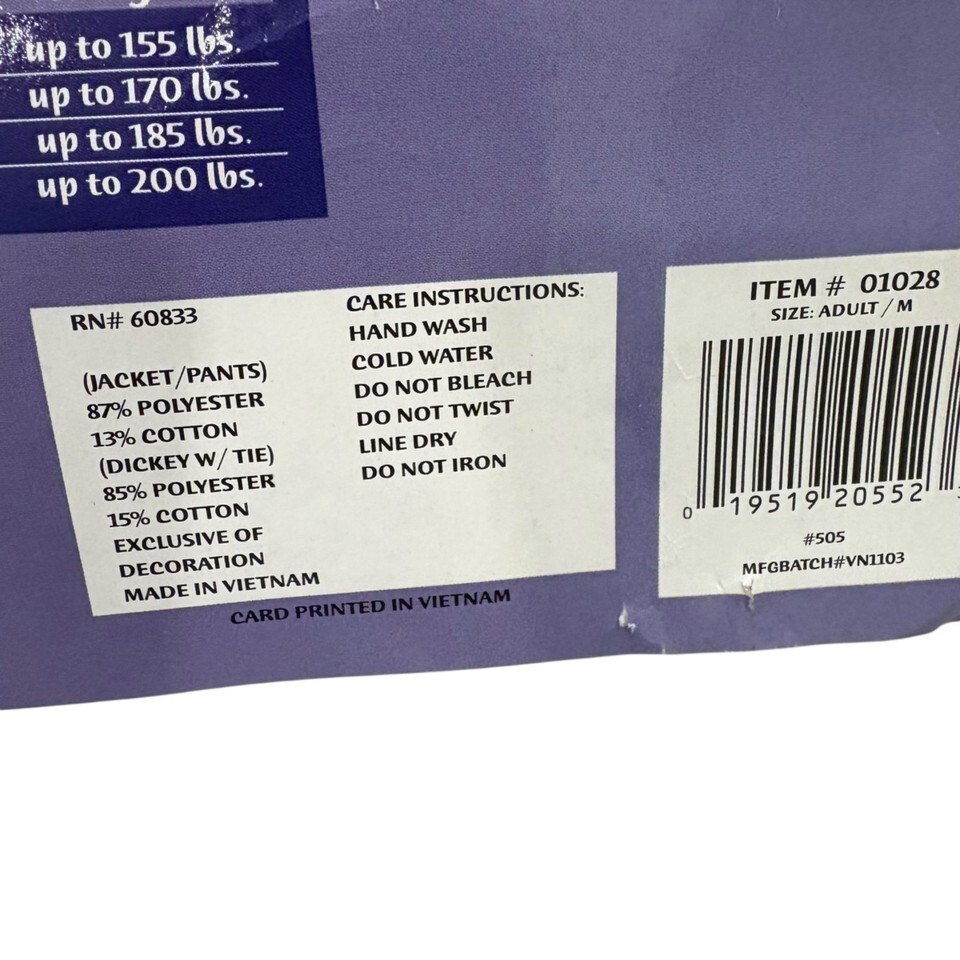 up to 155 lbs.
up to 170 lbs.
up to 185 lbs.
up to 200 lbs.
RN# 60833
(JACKET/PANTS)
87% POLYESTER
13% COTTON
(DICKEY W/ TIE)
85% POLYESTER
15% COTTON
EXCLUSIVE OF
DECORATION
MADE IN VIETNAM
CARE INSTRUCTIONS:
HAND WASH
COLD WATER
DO NOT BLEACH
DO NOT TWIST
LINE DRY
DO NOT IRON
CARD PRINTED IN VIETNAM
ITEM # 01028
SIZE: ADULT / M
0 19519 20552
#505
MFGBATCH#VN1103